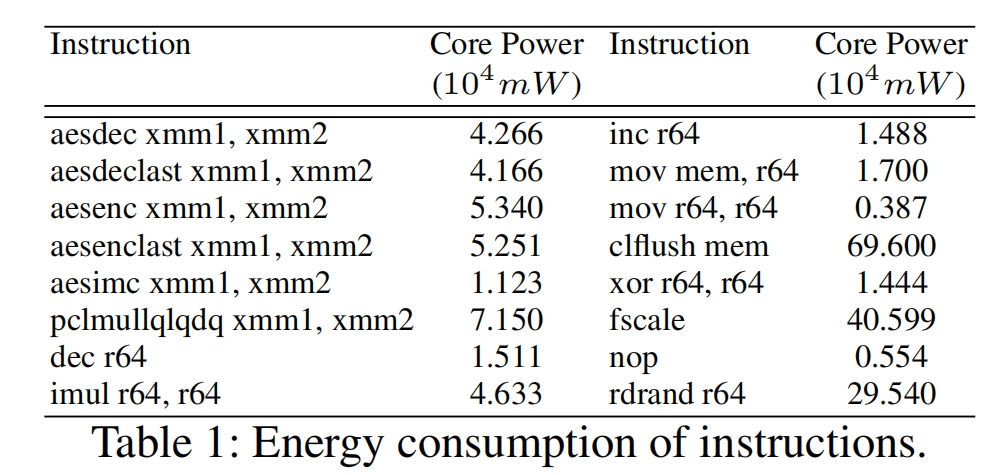 Instruction Core Power Instruction Core Power
(10⁴ mW) (10⁴ mW)
aesdec xmm1, xmm2 4.266 inc r64 1.488
aesdeclast xmm1, xmm2 4.166 mov mem, r64 1.700
aesenc xmm1, xmm2 5.340 mov r64, r64 0.387
aesenclast xmm1, xmm2 5.251 clflush mem 69.600
aesimc xmm1, xmm2 1.123 xor r64, r64 1.444
pclmullqlqdq xmm1, xmm2 7.150 fscale 40.599
dec r64 1.511 nop 0.554
imul r64, r64 4.633 rdrand r64 29.540
Table 1: Energy consumption of instructions.